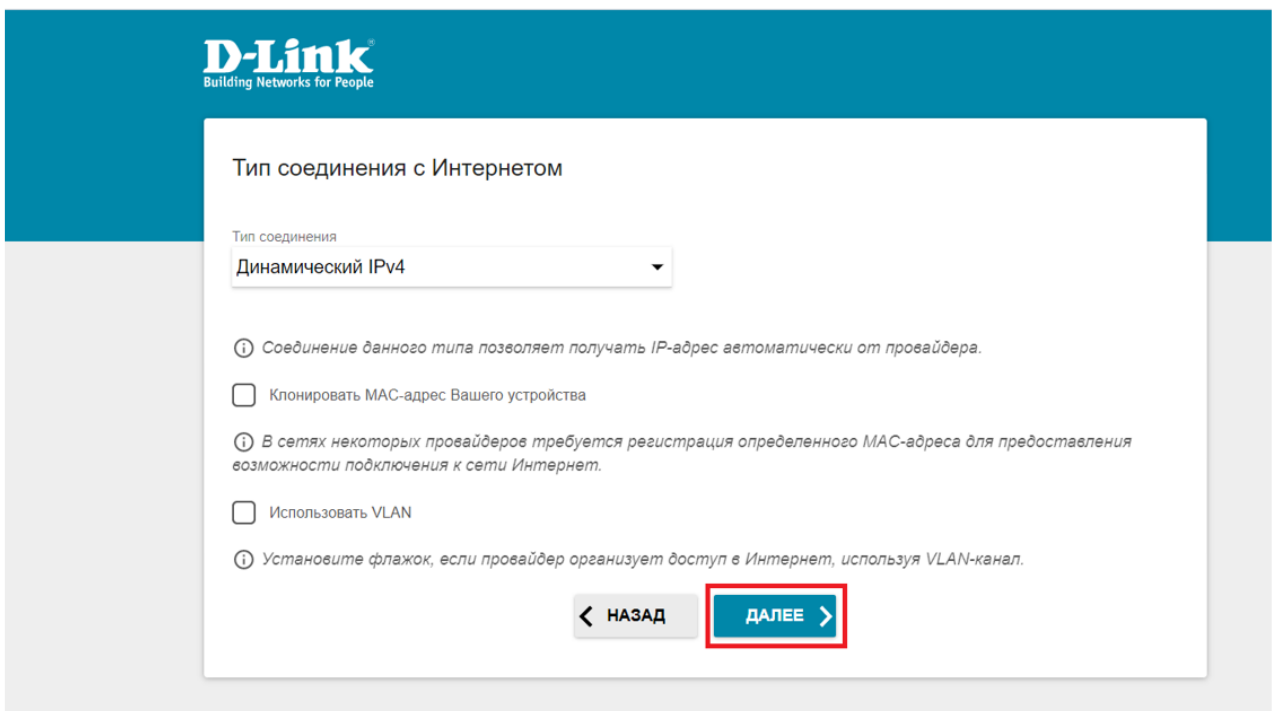 D-Link®
Building Networks for People
Тип соединения с Интернетом
Тип соединения
Динамический IPv4
Соединение данного типа позволяет получать IP-адрес автоматически от провайдера.
Клонировать MAC-адрес Вашего устройства
В сетях некоторых провайдеров требуется регистрация определенного MAC-адреса для предоставления
возможности подключения к сети Интернет.
Использовать VLAN
Установите флажок, если провайдер организует доступ в Интернет, используя VLAN-канал.
НАЗАД
ДАЛЕЕ